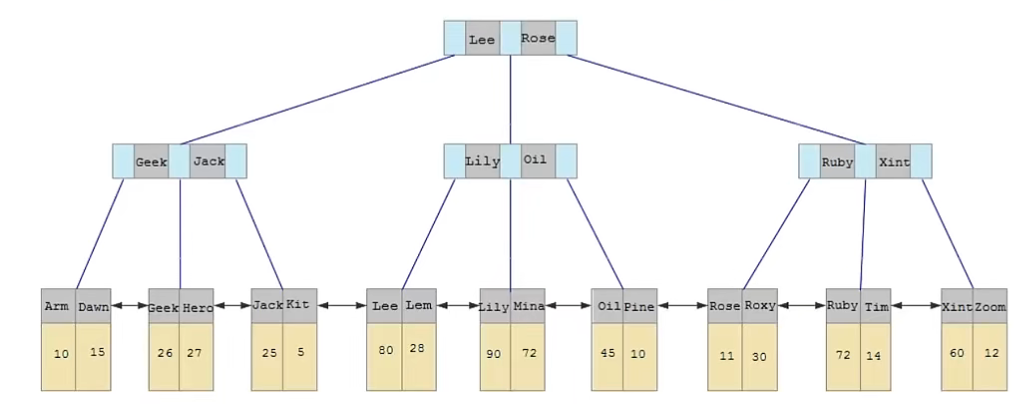 Lee Rose
Geek Jack Lily Oil Ruby Xint
Arm Dawn Geek Hero Jack Kit Lee Lem Lily Mina Oil Pine Rose Roxy Ruby Tim Xint Zoom
10 15 26 27 25 5 80 28 90 72 45 10 11 30 72 14 60 12